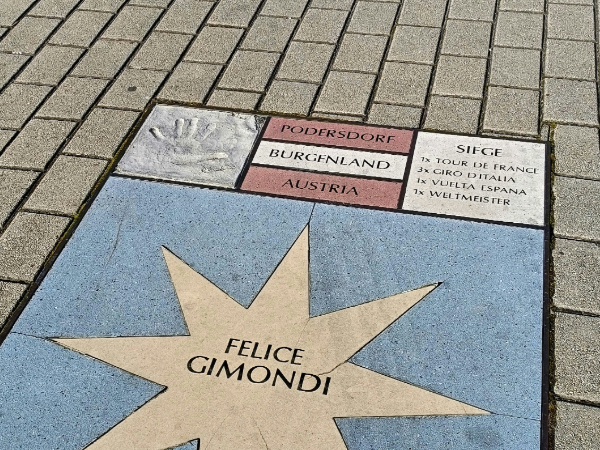 PODERSDORF
BURGENLAND
AUSTRIA
SIEGE
1x TOUR DE FRANCE
3x GIRO D'ITALIA
1x VUELTA ESPANA
1x WELTMEISTER
FELICE
GIMONDI